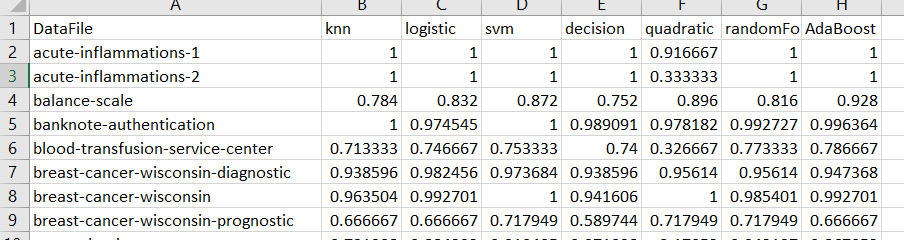 A B C D E F G H
1 DataFile knn logistic svm decision quadratic randomFo AdaBoost
2 acute-inflammations-1 1 1 1 1 0.916667 1 1
3 acute-inflammations-2 1 1 1 1 0.333333 1 1
4 balance-scale 0.784 0.832 0.872 0.752 0.896 0.816 0.928
5 banknote-authentication 1 0.974545 1 0.989091 0.978182 0.992727 0.996364
6 blood-transfusion-service-center 0.713333 0.746667 0.753333 0.74 0.326667 0.773333 0.786667
7 breast-cancer-wisconsin-diagnostic 0.938596 0.982456 0.973684 0.938596 0.95614 0.95614 0.947368
8 breast-cancer-wisconsin 0.963504 0.992701 1 0.941606 1 0.985401 0.992701
9 breast-cancer-wisconsin-prognostic 0.666667 0.666667 0.717949 0.589744 0.717949 0.717949 0.666667